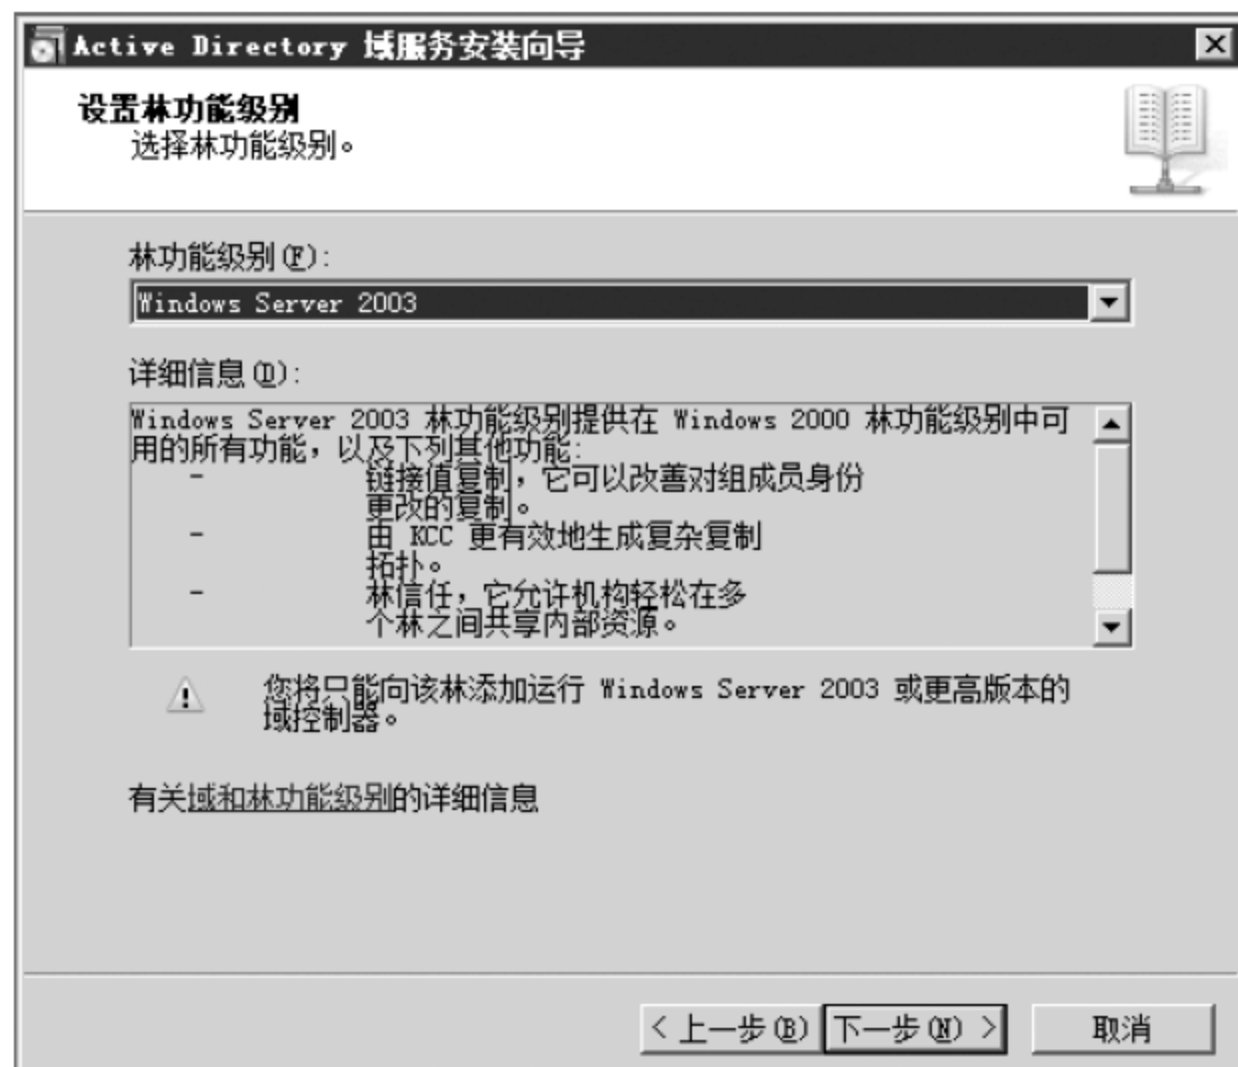 Active Directory 域服务安装向导
设置林功能级别
选择林功能级别。
林功能级别(F):
Windows Server 2003
详细信息(D):
Windows Server 2003 林功能级别提供在 Windows 2000 林功能级别中可
用的所有功能，以及下列其他功能:
- 链接值复制，它可以改善对组成员身份
更改的复制。
- 由 KCC 更有效地生成复杂复制
拓扑。
- 林信任，它允许机构轻松在多
个林之间共享内部资源。
您将只能向该林添加运行 Windows Server 2003 或更高版本的
域控制器。
有关域和林功能级别的详细信息
< 上一步(B) 下一步(N) > 取消